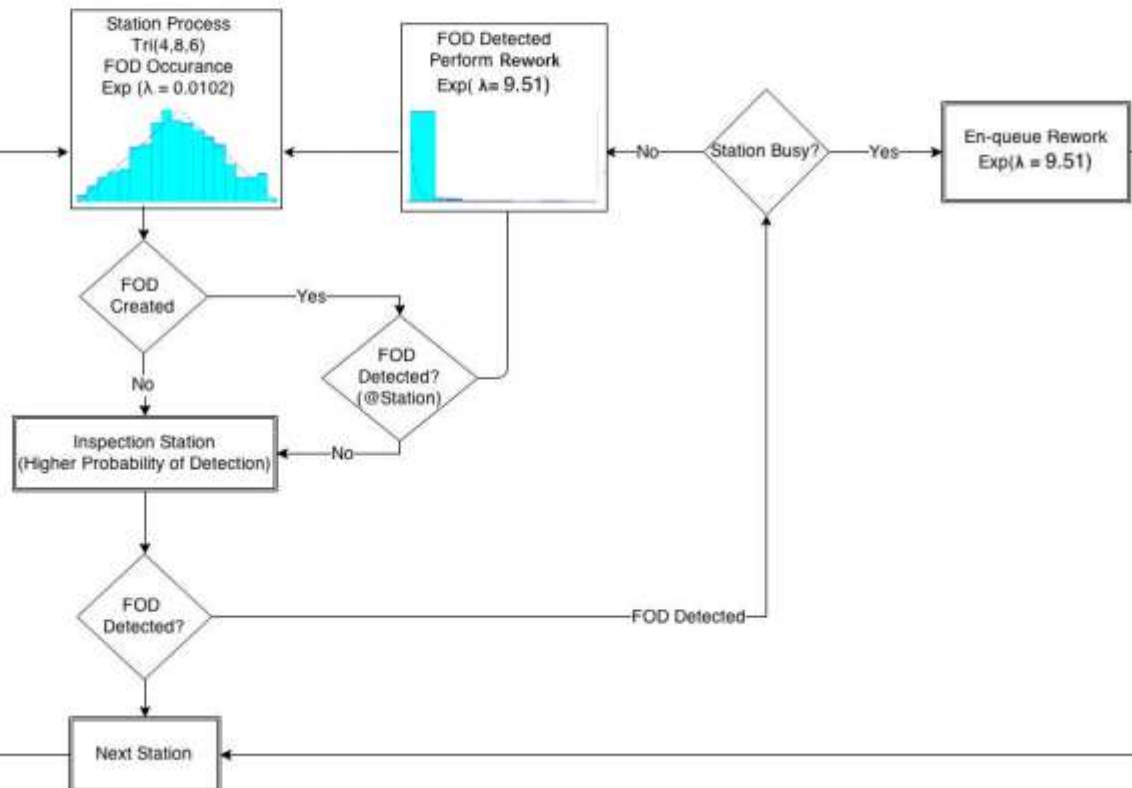 Station Process
Tri(4,8,6)
FOD Occurance
Exp (λ = 0.0102)
FOD Detected
Perform Rework
Exp( λ= 9.51)
Station Busy?
No
Yes
En-queue Rework
Exp(λ = 9.51)
FOD
Created
Yes
FOD
Detected?
(@Station)
No
No
Inspection Station
(Higher Probability of Detection)
FOD
Detected?
FOD Detected
Next Station